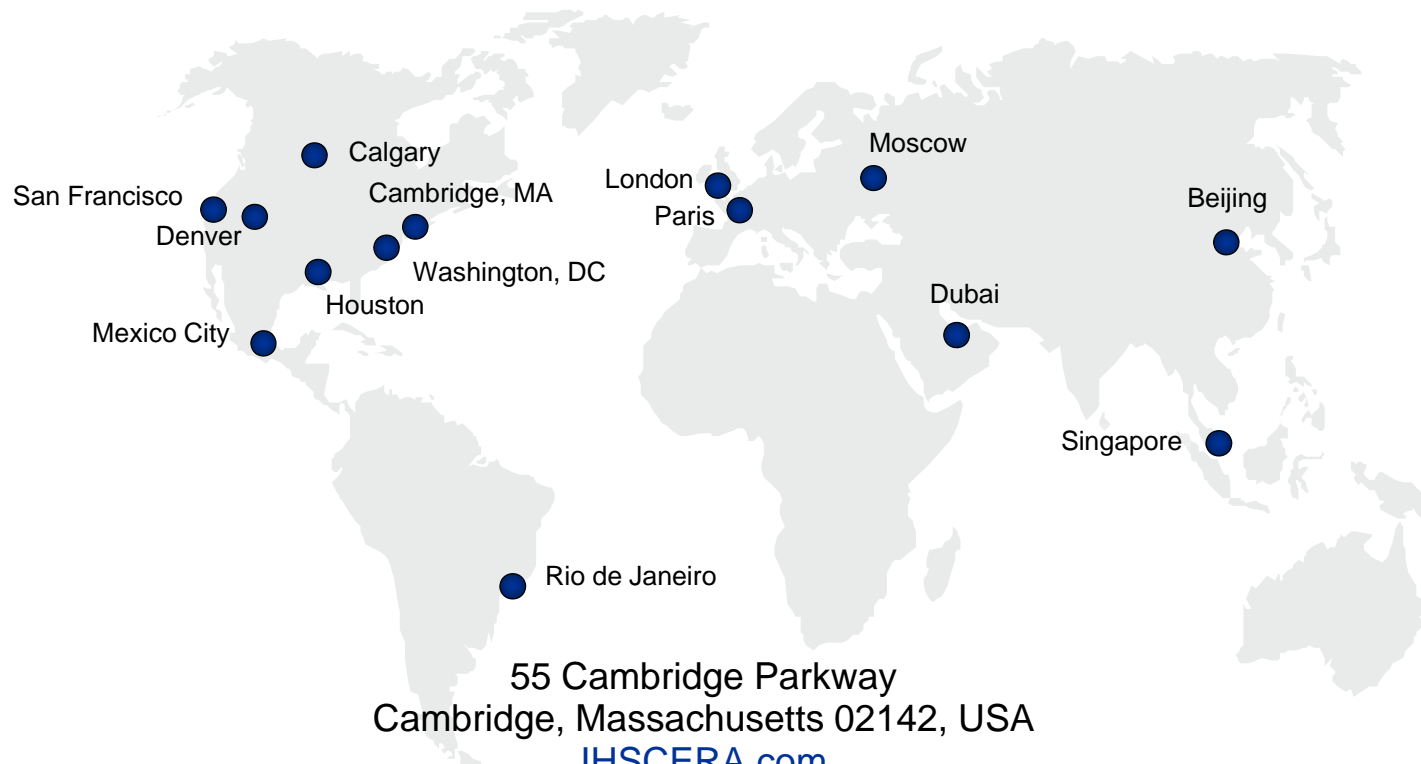 Calgary
Moscow
London
San Francisco
Cambridge, MA
Beijing
Paris
Denver
Washington, DC
Dubai
Houston
Mexico City
Singapore
Rio de Janeiro
55 Cambridge Parkway
Cambridge, Massachusetts 02142, USA
IHSCERA.com